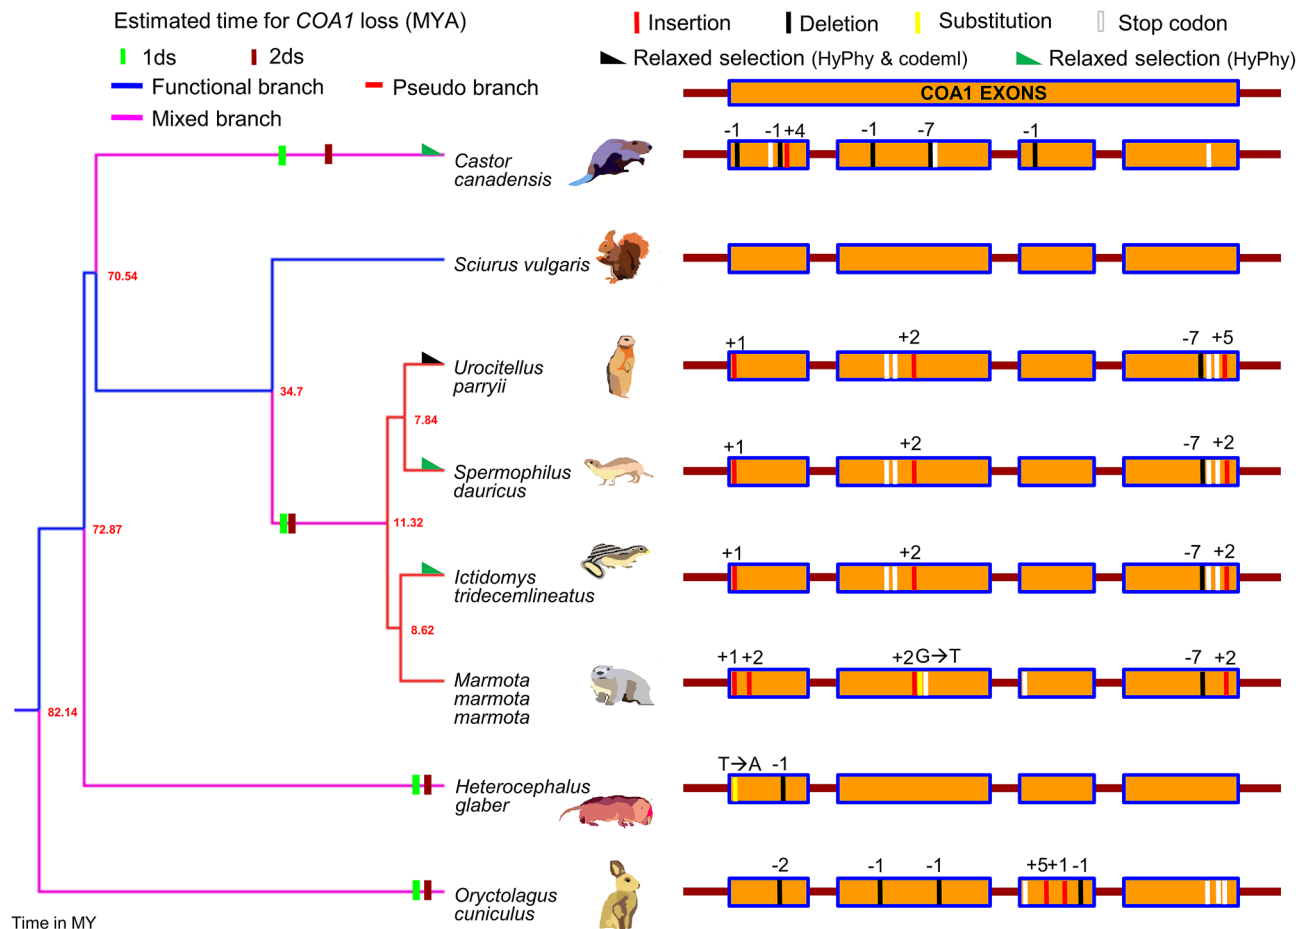 Estimated time for COA1 loss (MYA)
1ds 2ds
Functional branch Pseudo branch
Mixed branch
Insertion Deletion Substitution Stop codon
Relaxed selection (HyPhy & codeml) Relaxed selection (HyPhy)
COA1 EXONS
-1 -1 +4 -1 -7 -1
Castor
canadensis
70.54
Sciurus vulgaris
+1 +2 -7 +5
Urocitellus
parryii
34.7
7.84
+1 +2 -7 +2
Spermophilus
dauricus
72.87
11.32
+1 +2 -7 +2
Ictidomys
tridecemlineatus
8.62
+1 +2 +2 G→T -7 +2
Marmota
marmota
marmota
82.14
T→A -1
Heterocephalus
glaber
-2 -1 -1 +5+1 -1
Oryctolagus
cuniculus
Time in MY